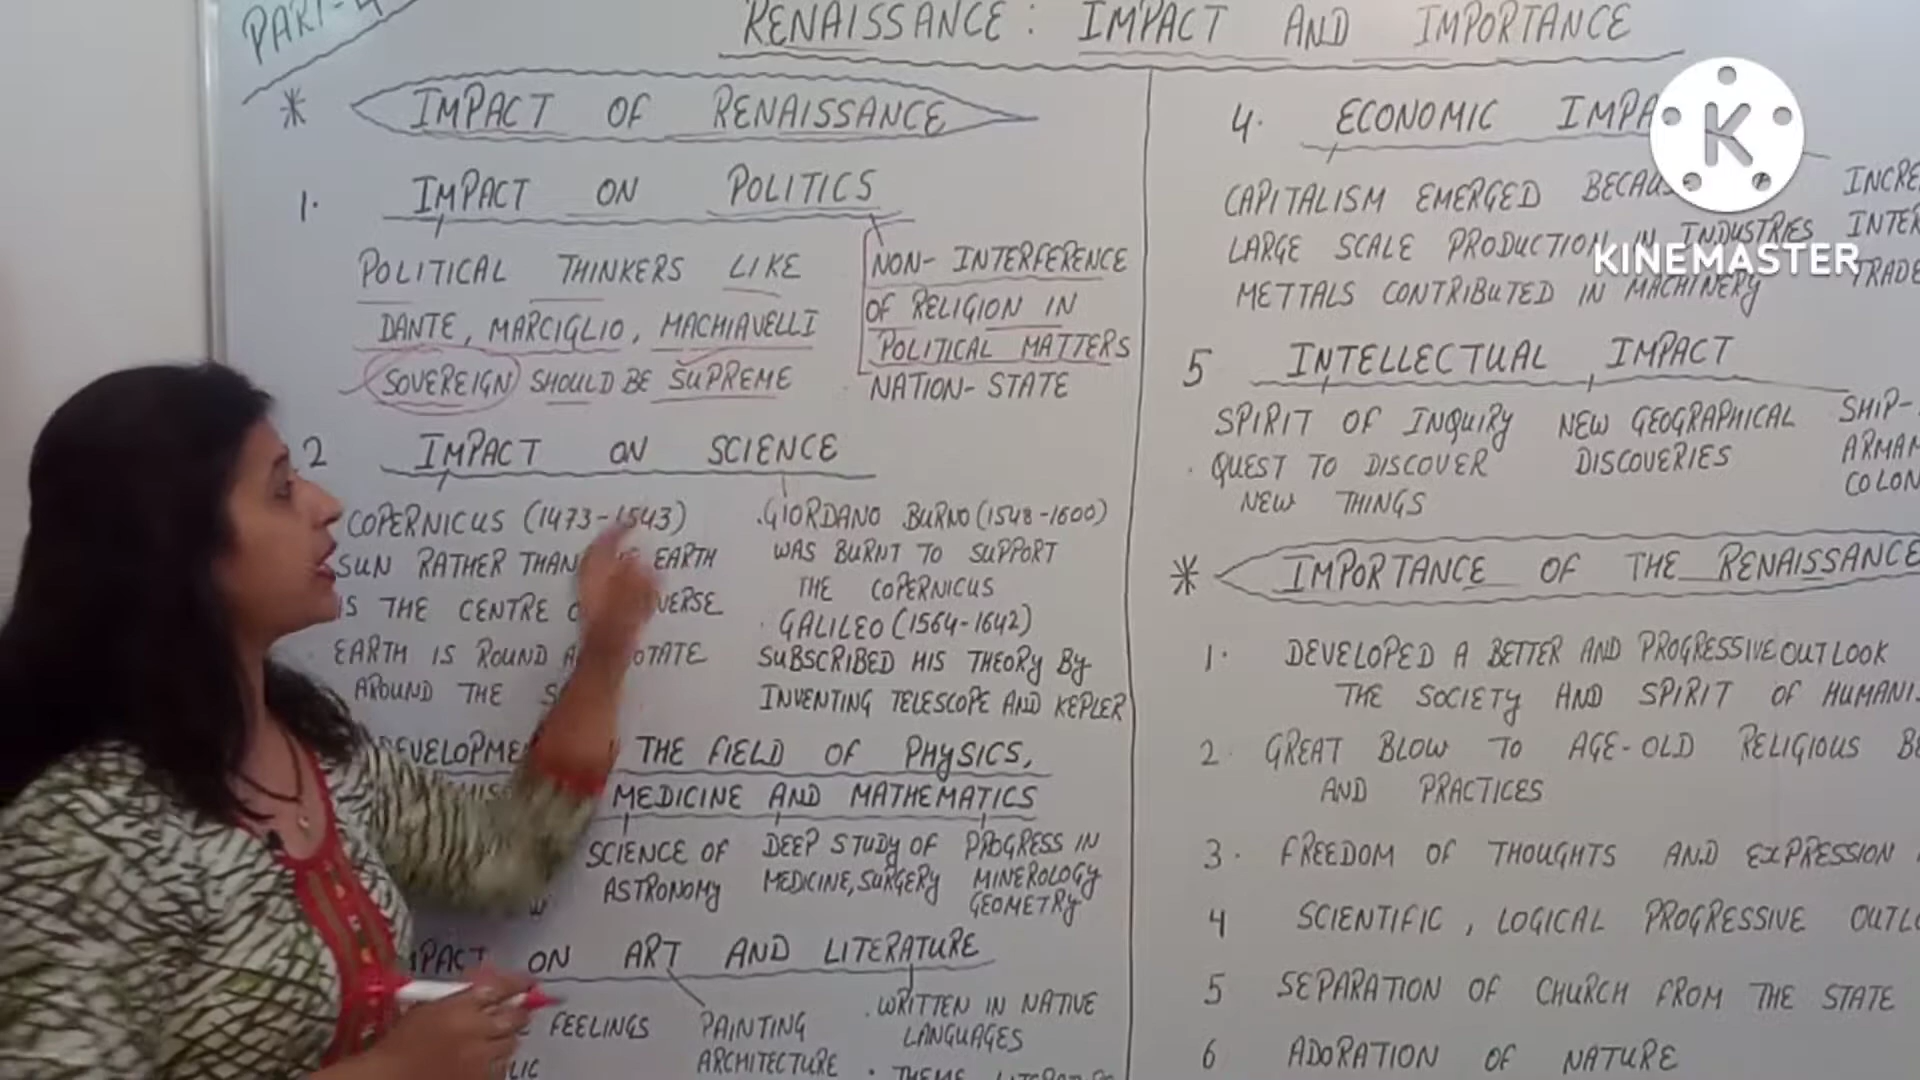 PART-4
RENAISSANCE: IMPACT AND IMPORTANCE
* IMPACT OF RENAISSANCE
1. IMPACT ON POLITICS
POLITICAL THINKERS LIKE
DANTE, MARCIGLIO, MACHIAVELLI
SOVEREIGN SHOULD BE SUPREME
NON-INTERFERENCE
OF RELIGION IN
POLITICAL MATTERS
NATION-STATE
2 IMPACT ON SCIENCE
COPERNICUS (1473-1543)
SUN RATHER THAN EARTH
IS THE CENTRE
EARTH IS ROUND
AROUND THE
. GIORDANO BURNO (1548-1600)
WAS BURNT TO SUPPORT
THE COPERNICUS
. GALILEO (1564-1642)
SUBSCRIBED HIS THEORY BY
INVENTING TELESCOPE AND KEPLER
THE FIELD OF PHYSICS,
MEDICINE AND MATHEMATICS
SCIENCE OF
ASTRONOMY
DEEP STUDY OF
MEDICINE, SURGERY
PROGRESS IN
MINEROLOGY
GEOMETRY
ON ART AND LITERATURE
FEELINGS
PAINTING
ARCHITECTURE
. WRITTEN IN NATIVE
LANGUAGES
. THEME
4. ECONOMIC
CAPITALISM EMERGED
LARGE SCALE PRODUCTION IN INDUSTRIES
METTALS CONTRIBUTED IN MACHINERY
K
KINEMASTER
5 INTELLECTUAL IMPACT
SPIRIT OF INQUIRY
. QUEST TO DISCOVER
NEW THINGS
NEW GEOGRAPHICAL
DISCOVERIES
SHIP-
* IMPORTANCE OF THE RENAISSANCE
1. DEVELOPED A BETTER AND PROGRESSIVE OUTLOOK
THE SOCIETY AND SPIRIT OF
2. GREAT BLOW TO AGE-OLD RELIGIOUS
AND PRACTICES
3. FREEDOM OF THOUGHTS AND EXPRESSION
4 SCIENTIFIC, LOGICAL PROGRESSIVE
5 SEPARATION OF CHURCH FROM THE STATE
6 ADORATION OF NATURE